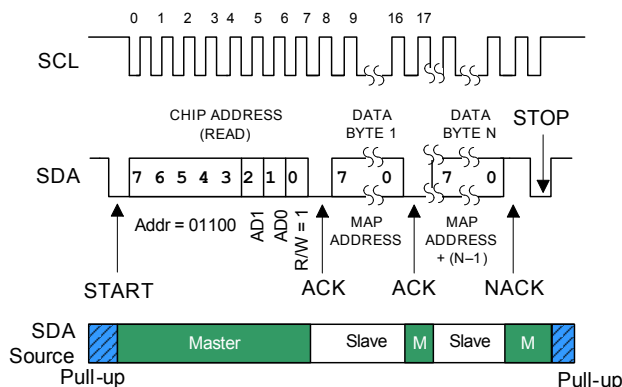 0 1 2 3 4 5 6 7 8 9 16 17
SCL
CHIP ADDRESS
(READ)
DATA
BYTE 1
DATA
BYTE N
STOP
SDA
7 6 5 4 3 2 1 0
7 0
7 0
Addr = 01100
AD1
AD0
R/W = 1
MAP
ADDRESS
MAP
ADDRESS
+ (N–1)
START
ACK
ACK
NACK
SDA
Source
Master
Slave
M
Slave
M
Pull-up
Pull-up